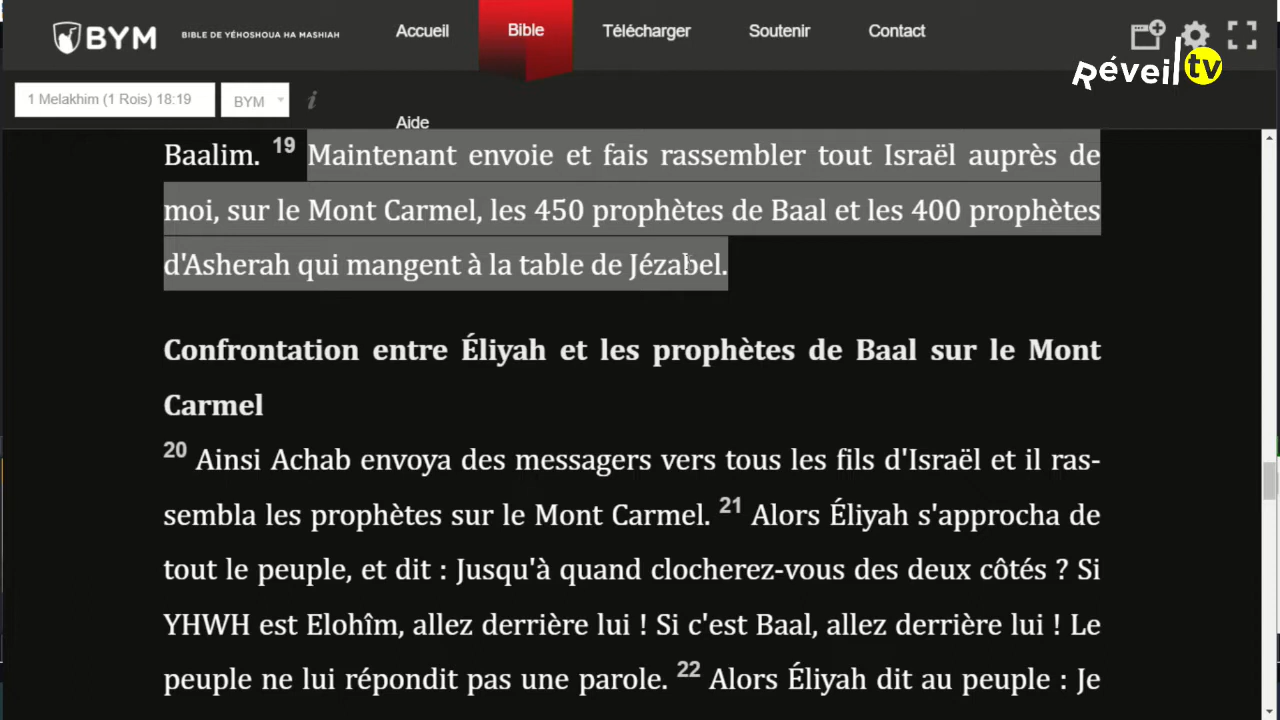 BYM
BIBLE DE YÉHOSHOUA HA MASHIAH
Accueil
Bible
Télécharger
Soutenir
Contact
Réveil tv
1 Melakhim (1 Rois) 18:19
BYM
i
Aide
Baalim. 19 Maintenant envoie et fais rassembler tout Israël auprès de
moi, sur le Mont Carmel, les 450 prophètes de Baal et les 400 prophètes
d'Asherah qui mangent à la table de Jézabel.
Confrontation entre Éliyah et les prophètes de Baal sur le Mont
Carmel
20 Ainsi Achab envoya des messagers vers tous les fils d'Israël et il ras-
sembla les prophètes sur le Mont Carmel. 21 Alors Éliyah s'approcha de
tout le peuple, et dit : Jusqu'à quand clocherez-vous des deux côtés ? Si
YHWH est Elohîm, allez derrière lui ! Si c'est Baal, allez derrière lui ! Le
peuple ne lui répondit pas une parole. 22 Alors Éliyah dit au peuple : Je